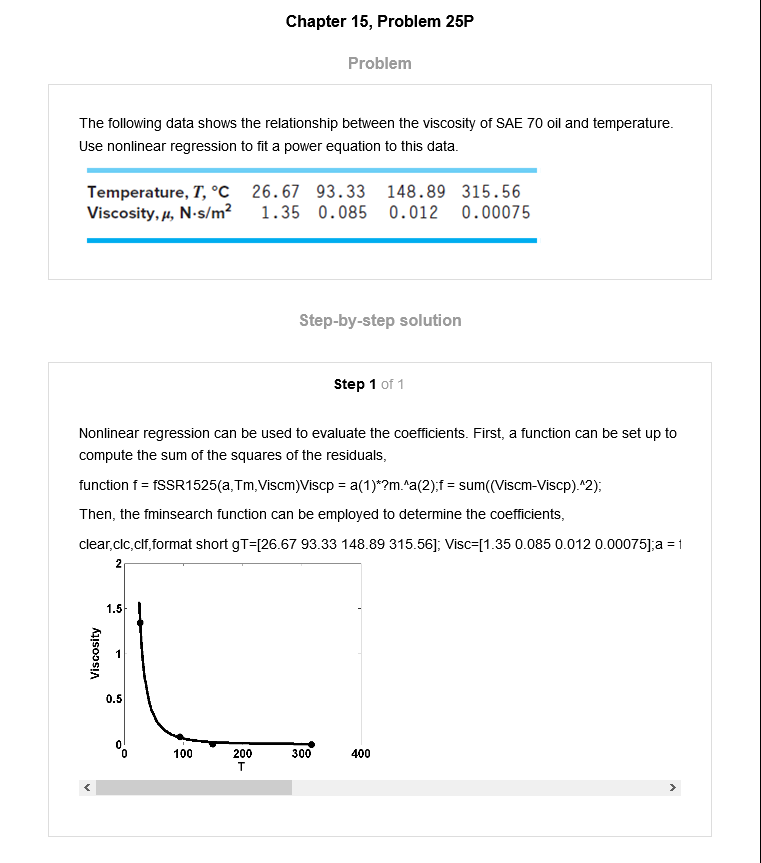 Chapter 15, Problem 25P
Problem
The following data shows the relationship between the viscosity of SAE 70 oil and temperature.
Use nonlinear regression to fit a power equation to this data.
Temperature, T, °C 26.67 93.33 148.89 315.56
Viscosity, μ, N·s/m² 1.35 0.085 0.012 0.00075
Step-by-step solution
Step 1 of 1
Nonlinear regression can be used to evaluate the coefficients. First, a function can be set up to
compute the sum of the squares of the residuals,
function f = fSSR1525(a,Tm,Viscm)Viscp = a(1)*?m.^a(2);f = sum((Viscm-Viscp).^2);
Then, the fminsearch function can be employed to determine the coefficients,
clear,clc,clf,format short gT=[26.67 93.33 148.89 315.56]; Visc=[1.35 0.085 0.012 0.00075];a =
2
1.5
1
0.5
0
Viscosity
0 100 200 300 400
T